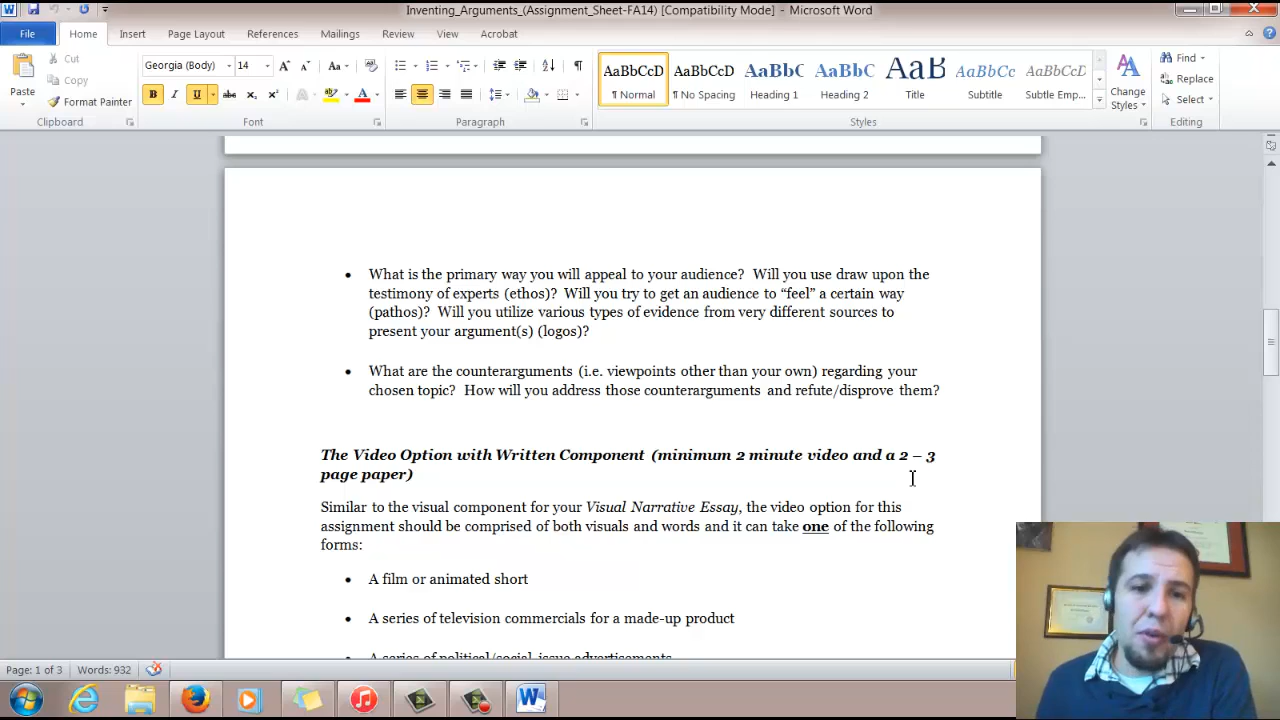 Inventing_Arguments_(Assignment_Sheet-FA14) [Compatibility Mode] - Microsoft Word
File Home Insert Page Layout References Mailings Review View Acrobat
Paste
Cut
Copy
Format Painter
Clipboard
Georgia (Body) 14
Font
Paragraph
AaBbCcD AaBbCcD AaBbC AaBbC AaBb AaBbCc AaBbCcD
¶ Normal ¶ No Spacing Heading 1 Heading 2 Title Subtitle Subtle Emp...
Styles
Change
Styles
Find
Replace
Select
Editing
• What is the primary way you will appeal to your audience? Will you use draw upon the
testimony of experts (ethos)? Will you try to get an audience to “feel” a certain way
(pathos)? Will you utilize various types of evidence from very different sources to
present your argument(s) (logos)?
• What are the counterarguments (i.e. viewpoints other than your own) regarding your
chosen topic? How will you address those counterarguments and refute/disprove them?
The Video Option with Written Component (minimum 2 minute video and a 2 – 3
page paper)
Similar to the visual component for your Visual Narrative Essay, the video option for this
assignment should be comprised of both visuals and words and it can take one of the following
forms:
• A film or animated short
• A series of television commercials for a made-up product
• A series of political/social-issue advertisements
Page: 1 of 3 Words: 932